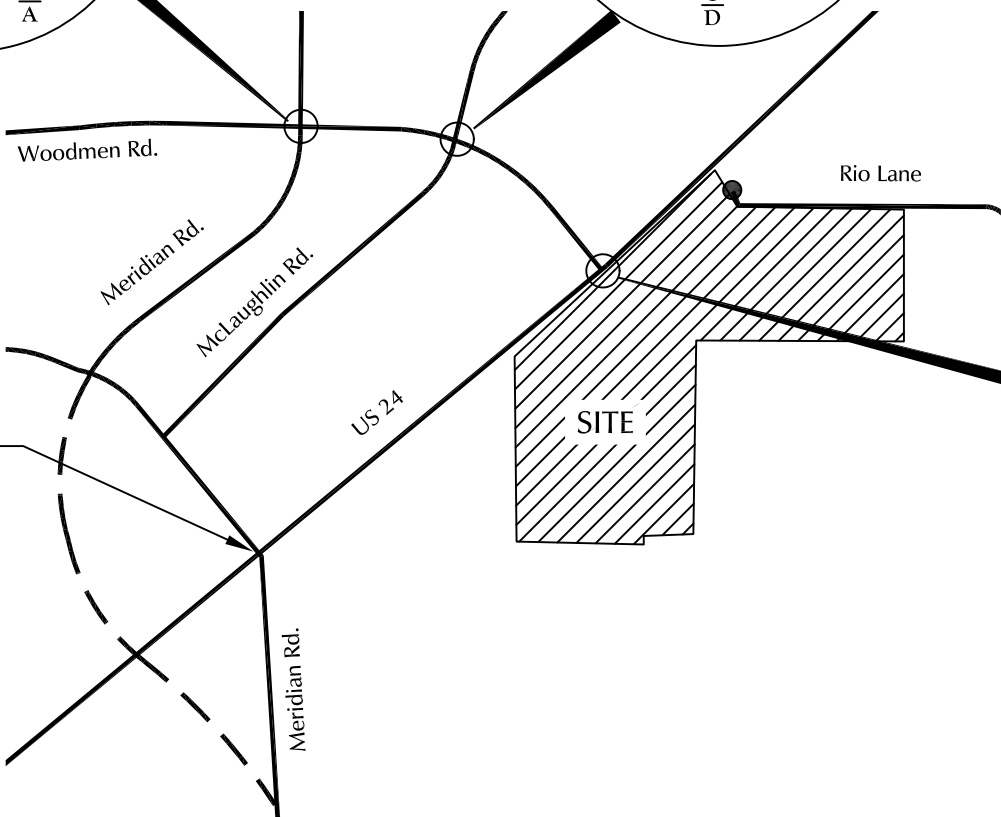 A
D
Woodmen Rd.
Rio Lane
Meridian Rd.
McLaughlin Rd.
US 24
SITE
Meridian Rd.